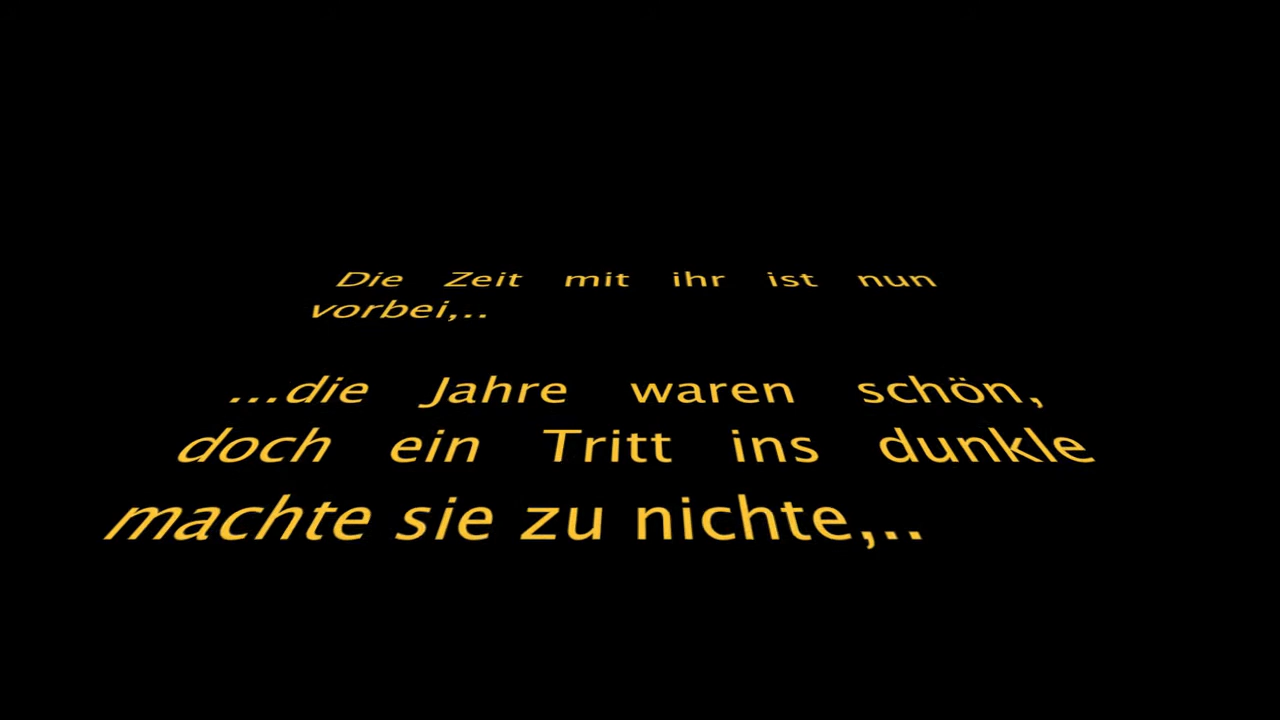 Die Zeit mit ihr ist nun
vorbei,..
...die Jahre waren schön,
doch ein Tritt ins dunkle
machte sie zu nichte,..